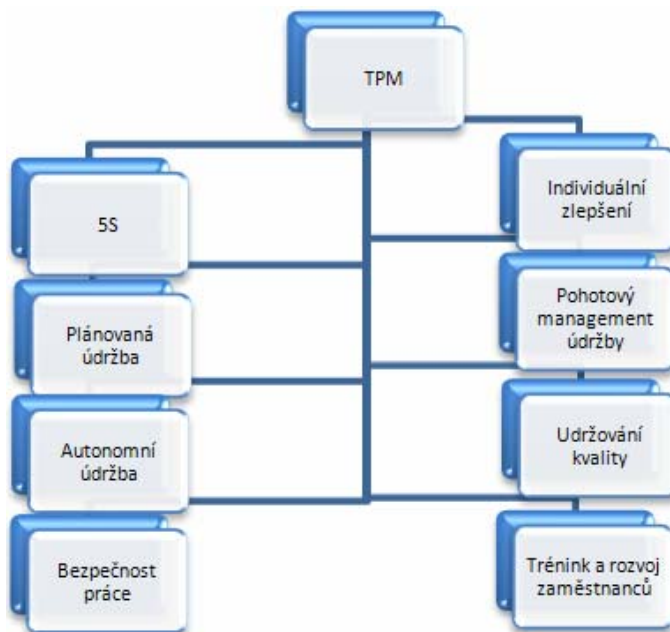 TPM
5S
Plánovaná
údržba
Autonomní
údržba
Bezpečnost
práce
Individuální
zlepšení
Pohotový
management
údržby
Udržování
kvality
Trénink a rozvoj
zaměstnanců